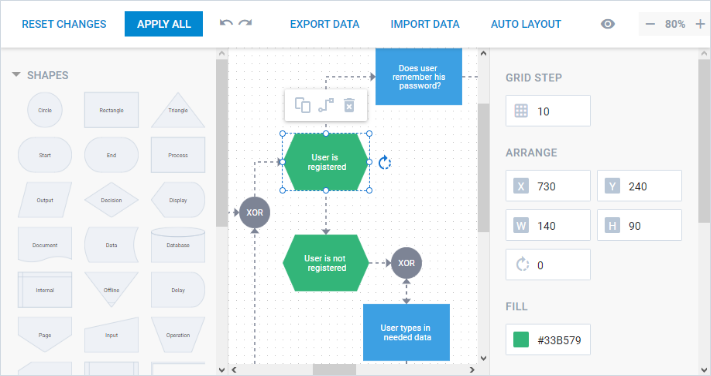 RESET CHANGES
APPLY ALL
EXPORT DATA
IMPORT DATA
AUTO LAYOUT
80%
SHAPES
Circle
Rectangle
Triangle
Start
End
Process
Output
Decision
Display
Document
Data
Database
Internal
Offline
Delay
Page
Input
Operation
Does user
remember his
password?
User is
registered
XOR
User is not
registered
XOR
User types in
needed data
GRID STEP
10
ARRANGE
X 730
Y 240
W 140
H 90
0
FILL
#33B579